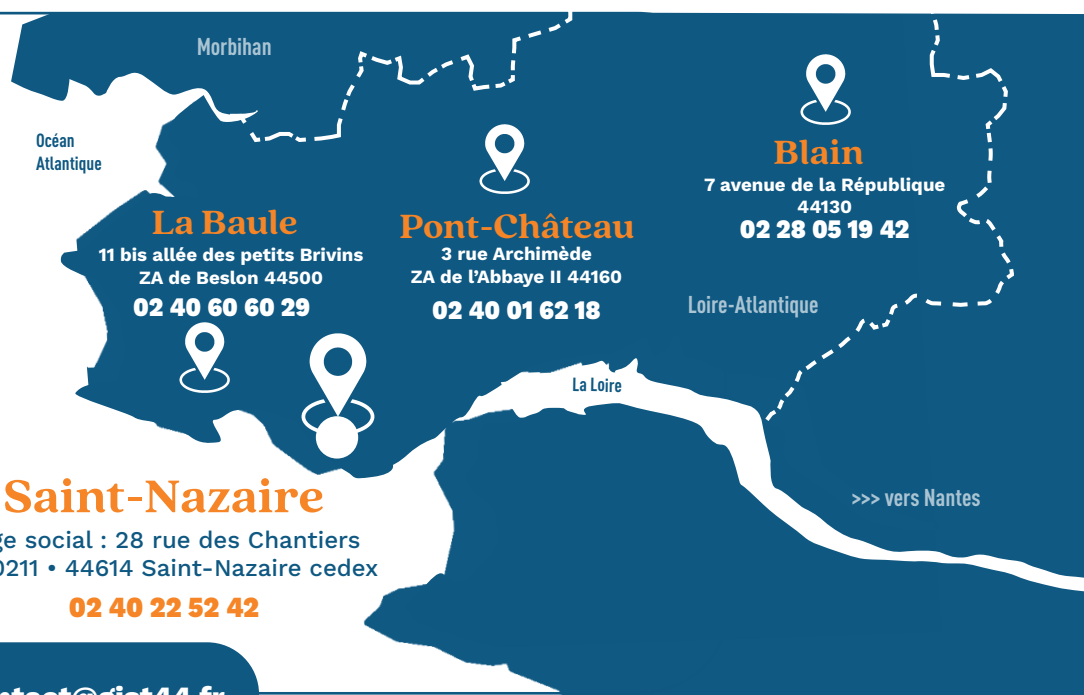 Morbihan
Océan
Atlantique
Blain
7 avenue de la République
44130
02 28 05 19 42
La Baule
11 bis allée des petits Brivins
ZA de Beslon 44500
02 40 60 60 29
Pont-Château
3 rue Archimède
ZA de l'Abbaye II 44160
02 40 01 62 18
Loire-Atlantique
La Loire
>>> vers Nantes
Saint-Nazaire
ge social : 28 rue des Chantiers
0211 • 44614 Saint-Nazaire cedex
02 40 22 52 42
ntact@gist44.fr